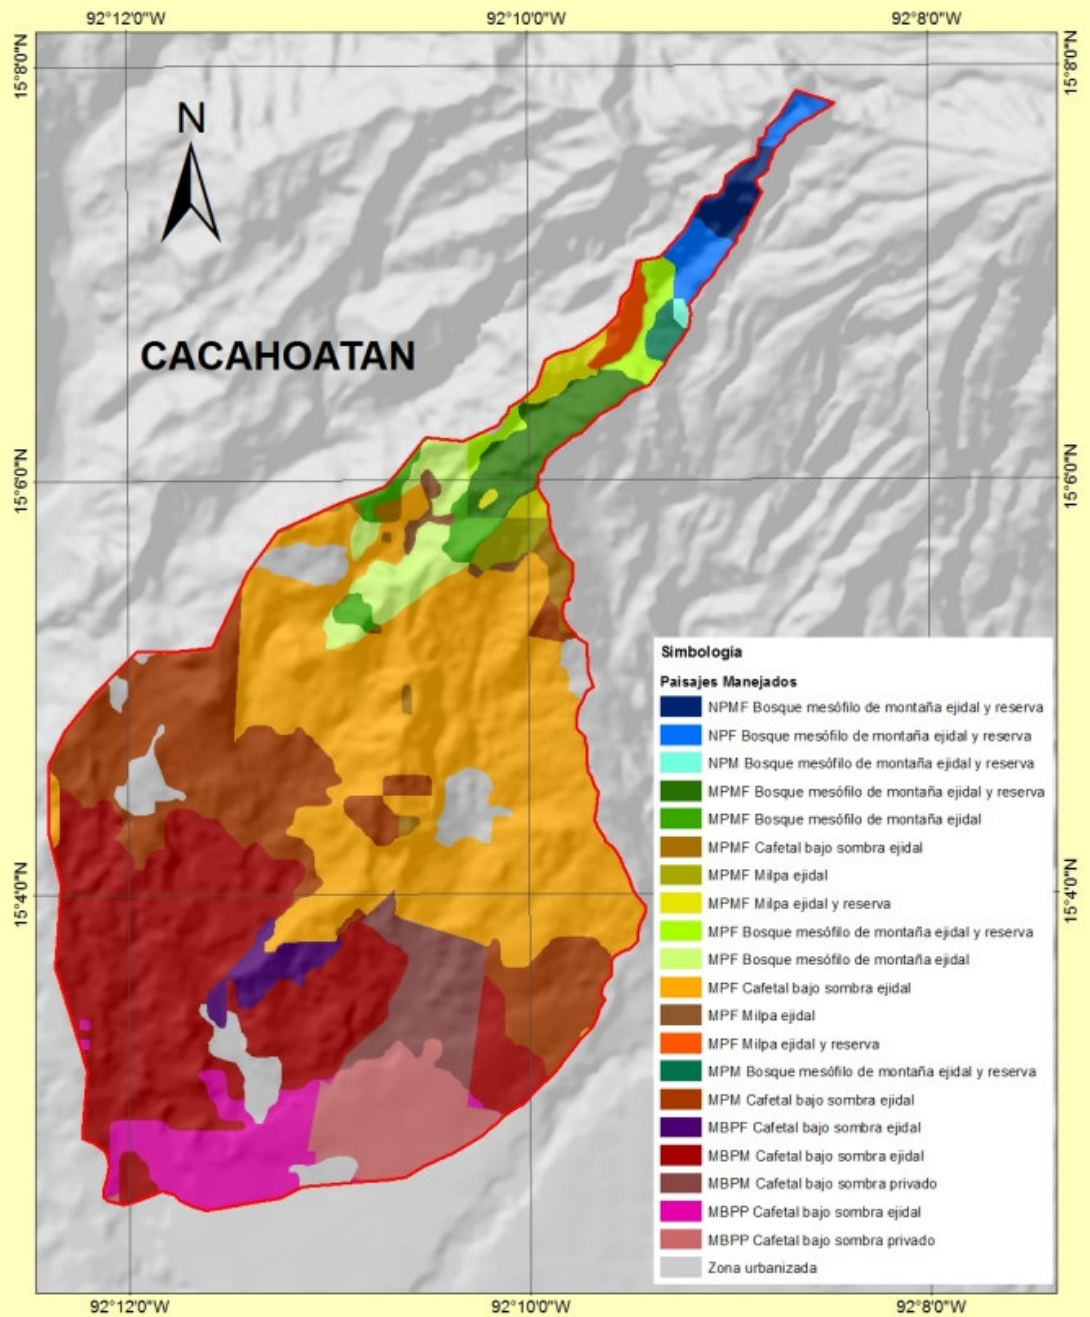 92°12'0"W
92°10'0"W
92°8'0"W
15°8'0"N
15°8'0"N
N
CACAHOATAN
15°6'0"N
15°6'0"N
Simbología
Paisajes Manejados
NPMF Bosque mesófilo de montaña ejidal y reserva
NPF Bosque mesófilo de montaña ejidal y reserva
NPM Bosque mesófilo de montaña ejidal y reserva
MPMF Bosque mesófilo de montaña ejidal y reserva
MPMF Bosque mesófilo de montaña ejidal
MPMF Cafetal bajo sombra ejidal
MPMF Milpa ejidal
MPMF Milpa ejidal y reserva
MPF Bosque mesófilo de montaña ejidal y reserva
MPF Bosque mesófilo de montaña ejidal
MPF Cafetal bajo sombra ejidal
MPF Milpa ejidal
MPF Milpa ejidal y reserva
MPM Bosque mesófilo de montaña ejidal y reserva
MPM Cafetal bajo sombra ejidal
MBPF Cafetal bajo sombra ejidal
MBPM Cafetal bajo sombra ejidal
MBPM Cafetal bajo sombra privado
MBPP Cafetal bajo sombra ejidal
MBPP Cafetal bajo sombra privado
Zona urbanizada
15°4'0"N
15°4'0"N
92°12'0"W
92°10'0"W
92°8'0"W